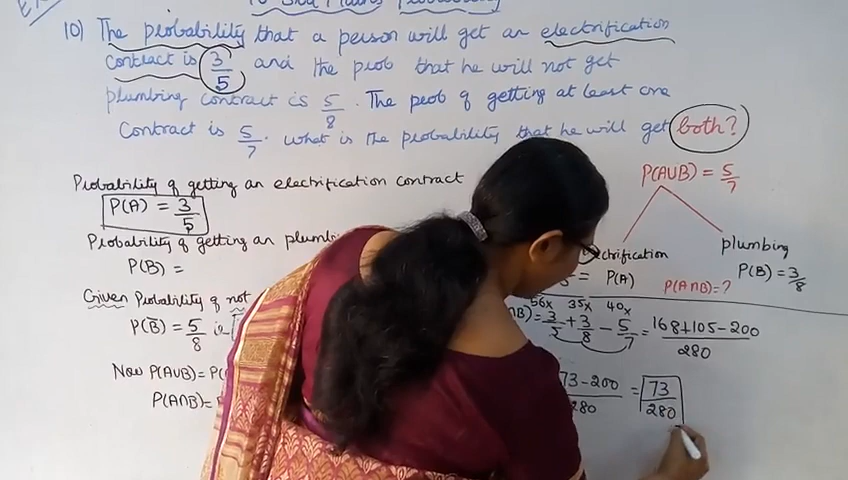 10) The probability that a person will get an electrification
contract is 3/5 and the prob that he will not get
plumbing contract is 5/8. The prob of getting at least one
Contract is 5/7. what is the probability that he will get both?
Probability of getting an electrification contract
P(A) = 3/5
Probability of getting an plumbin
P(B) =
Given Probability of not
P(B̅) = 5/8 ie
Now P(A∪B) = P(
P(A∩B) =
P(A∪B) = 5/7
ectrification
= P(A)
plumbing
P(B) = 3/8
P(A∩B) = ?
56x 35x 40x
∩B) = 3/5 + 3/8 - 5/7 = 168+105-200/280
73-200/280 = 73/280